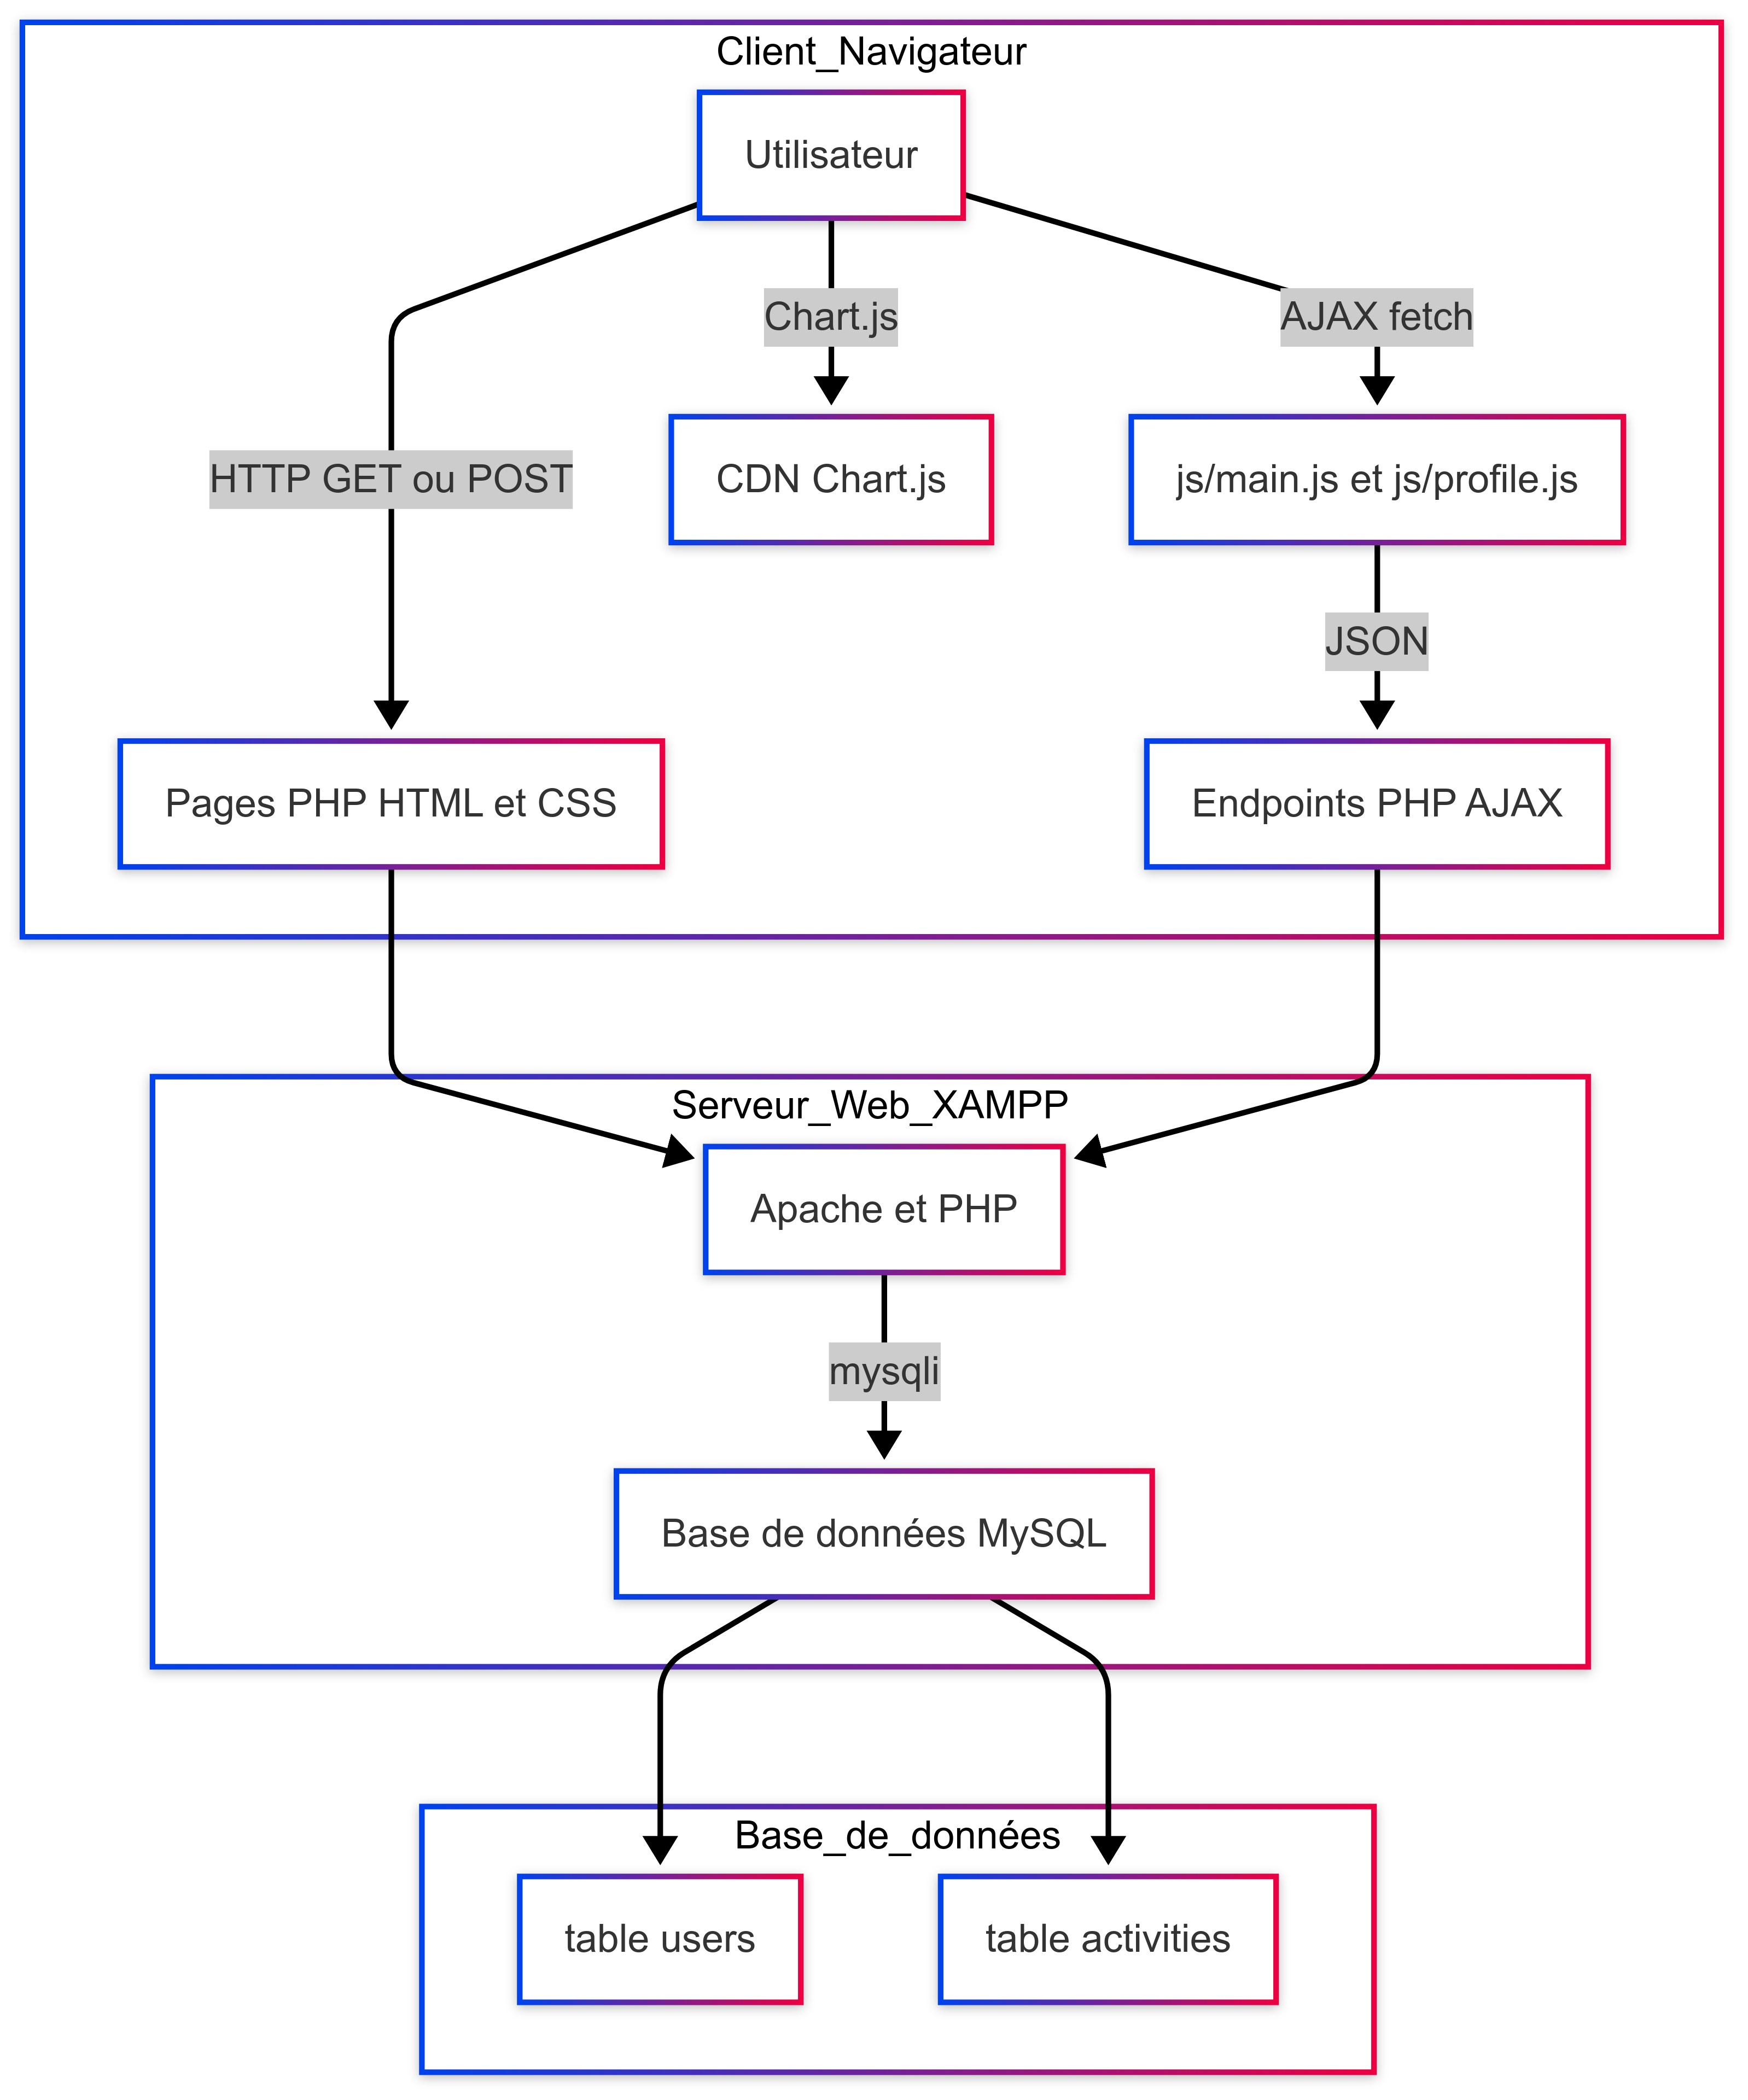 Client_Navigateur
Utilisateur
Chart.js
AJAX fetch
HTTP GET ou POST
CDN Chart.js
js/main.js et js/profile.js
JSON
Pages PHP HTML et CSS
Endpoints PHP AJAX
Serveur_Web_XAMPP
Apache et PHP
mysqli
Base de données MySQL
Base_de_données
table users
table activities